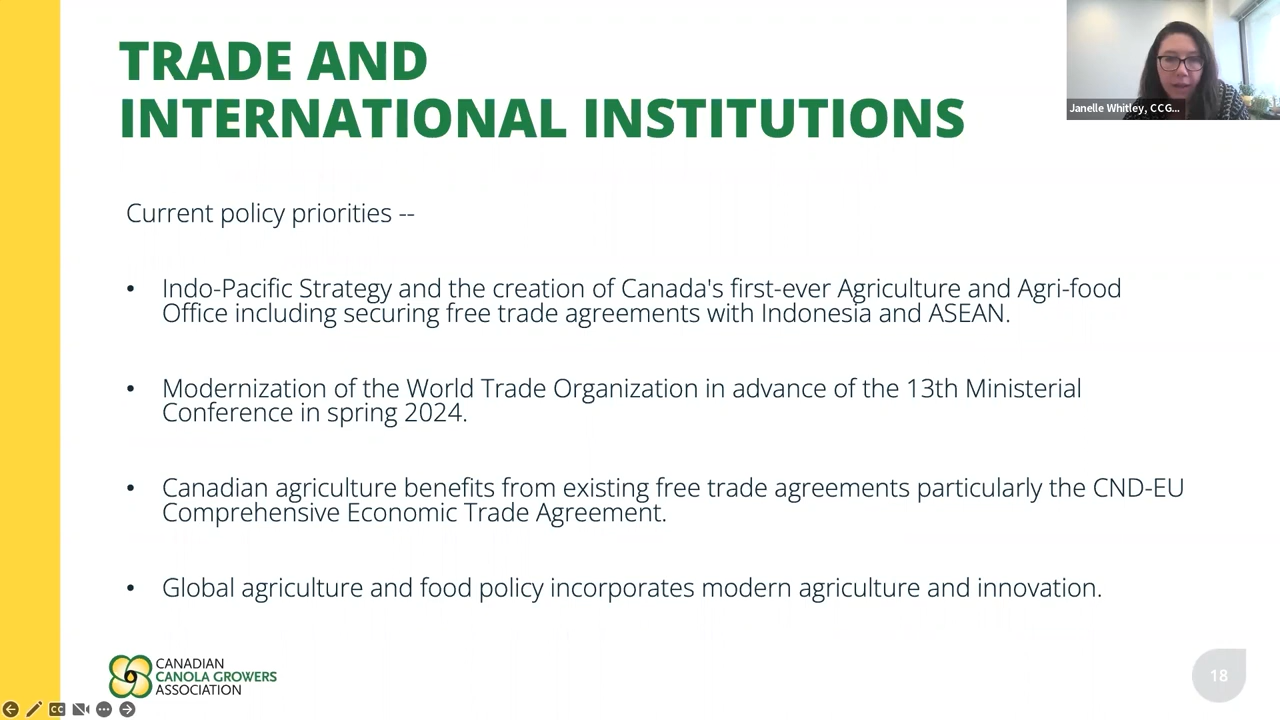 TRADE AND
INTERNATIONAL INSTITUTIONS
Janelle Whitley, CCG...
Current policy priorities --
• Indo-Pacific Strategy and the creation of Canada's first-ever Agriculture and Agri-food
Office including securing free trade agreements with Indonesia and ASEAN.
• Modernization of the World Trade Organization in advance of the 13th Ministerial
Conference in spring 2024.
• Canadian agriculture benefits from existing free trade agreements particularly the CND-EU
Comprehensive Economic Trade Agreement.
• Global agriculture and food policy incorporates modern agriculture and innovation.
CANADIAN
CANOLA GROWERS
ASSOCIATION
18
CC